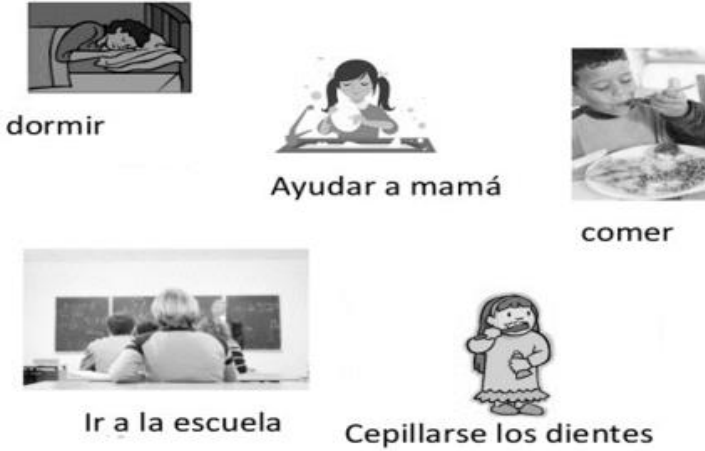 dormir
Ayudar a mamá
comer
Ir a la escuela
Cepillarse los dientes